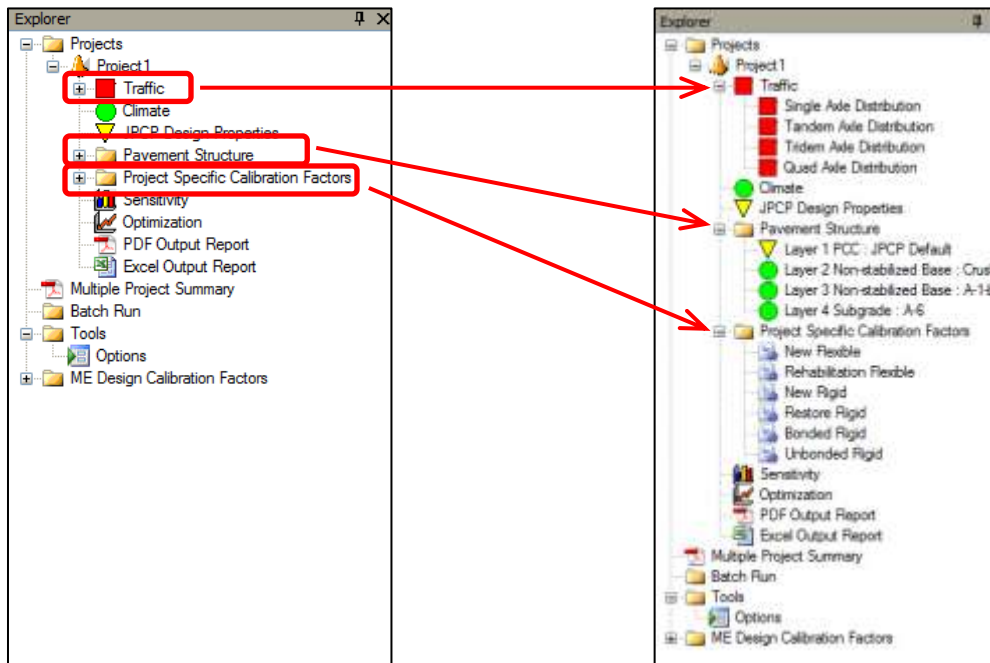 Explorer
Projects
Project1
Traffic
Climate
JPCP Design Properties
Pavement Structure
Project Specific Calibration Factors
Sensitivity
Optimization
PDF Output Report
Excel Output Report
Multiple Project Summary
Batch Run
Tools
Options
ME Design Calibration Factors
Explorer
Projects
Project1
Traffic
Single Axle Distribution
Tandem Axle Distribution
Tridem Axle Distribution
Quad Axle Distribution
Climate
JPCP Design Properties
Pavement Structure
Layer 1 PCC : JPCP Default
Layer 2 Non-stabilized Base : Crus
Layer 3 Non-stabilized Base : A-1-
Layer 4 Subgrade : A-6
Project Specific Calibration Factors
New Flexible
Rehabilitation Flexible
New Rigid
Restore Rigid
Bonded Rigid
Unbonded Rigid
Sensitivity
Optimization
PDF Output Report
Excel Output Report
Multiple Project Summary
Batch Run
Tools
Options
ME Design Calibration Factors